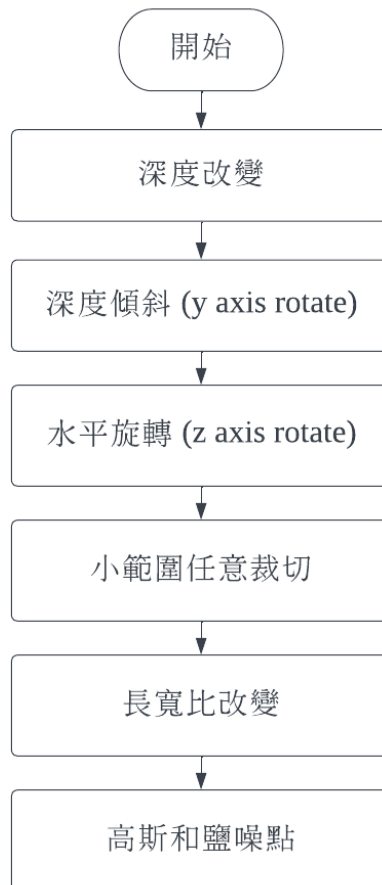 開始
深度改變
深度傾斜 (y axis rotate)
水平旋轉 (z axis rotate)
小範圍任意裁切
長寬比改變
高斯和鹽噪點